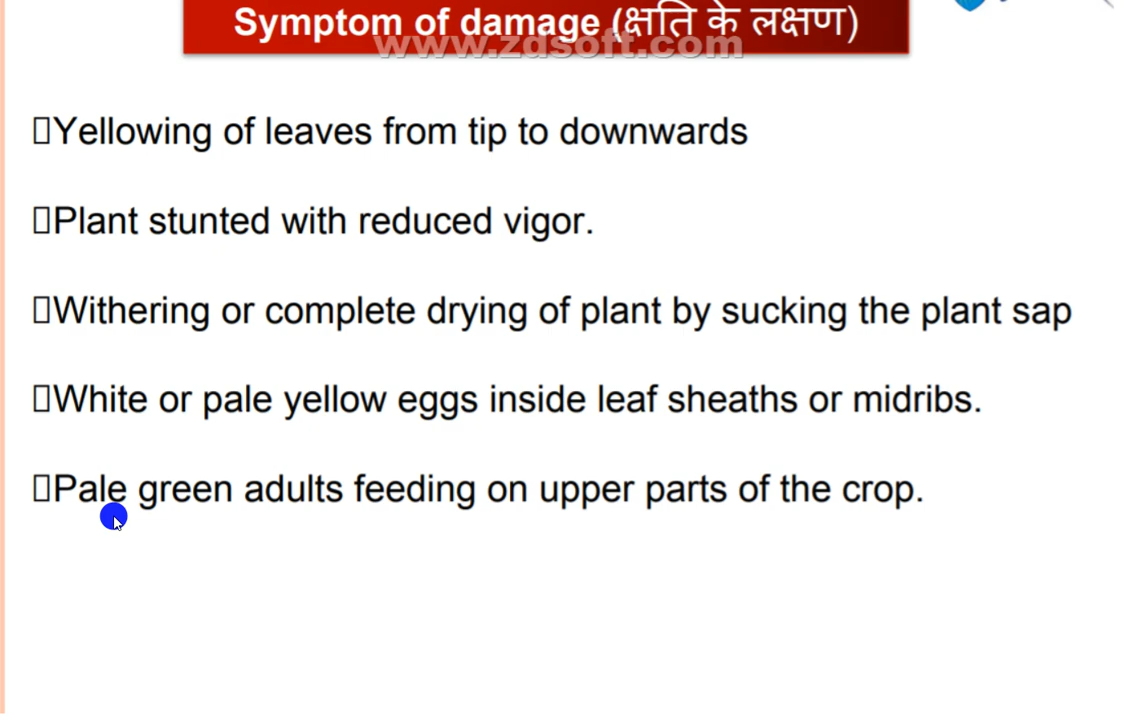 Symptom of damage (क्षति के लक्षण)
www.zdsoft.com
Yellowing of leaves from tip to downwards
Plant stunted with reduced vigor.
Withering or complete drying of plant by sucking the plant sap
White or pale yellow eggs inside leaf sheaths or midribs.
Pale green adults feeding on upper parts of the crop.